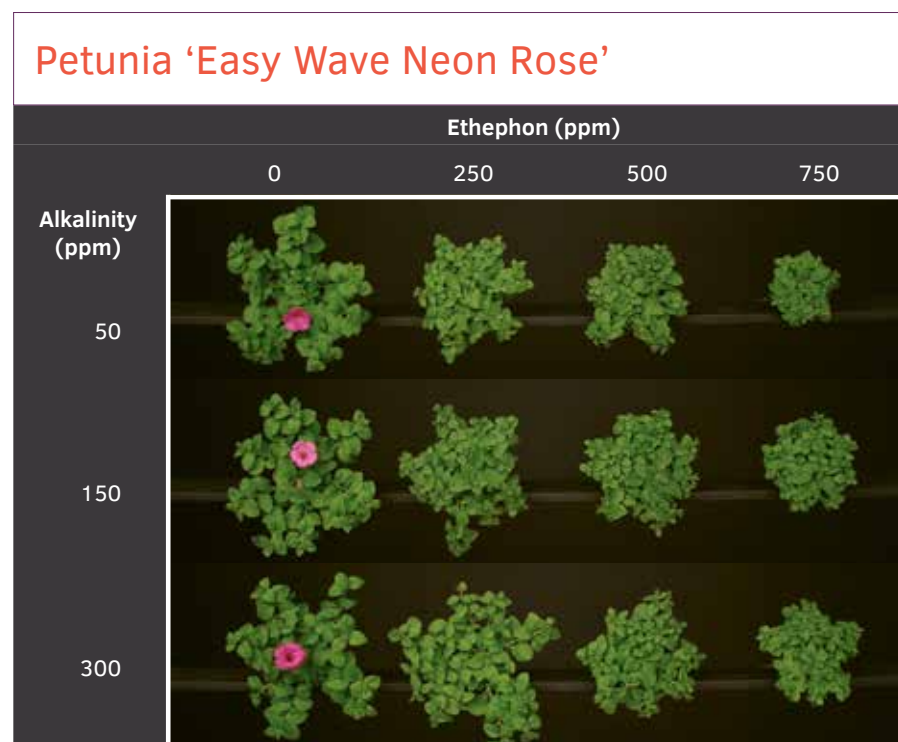 Petunia ‘Easy Wave Neon Rose’
Ethephon (ppm)
0 250 500 750
Alkalinity
(ppm)
50
150
300